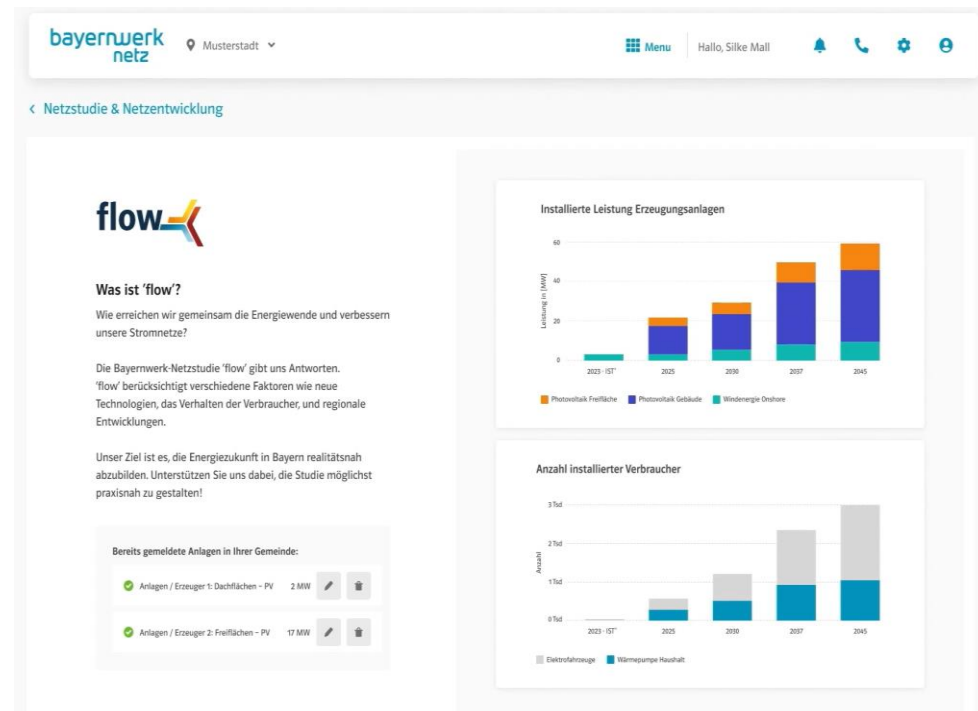 bayernwerk
netz
Musterstadt
Menu
Hallo, Silke Mall
< Netzstudie & Netzentwicklung
flow
Was ist 'flow'?
Wie erreichen wir gemeinsam die Energiewende und verbessern
unsere Stromnetze?
Die Bayernwerk-Netzstudie 'flow' gibt uns Antworten.
'flow' berücksichtigt verschiedene Faktoren wie neue
Technologien, das Verhalten der Verbraucher, und regionale
Entwicklungen.
Unser Ziel ist es, die Energiezukunft in Bayern realitätsnah
abzubilden. Unterstützen Sie uns dabei, die Studie möglichst
praxisnah zu gestalten!
Bereits gemeldete Anlagen in Ihrer Gemeinde:
Anlagen / Erzeuger 1: Dachflächen – PV 2 MW
Anlagen / Erzeuger 2: Freiflächen – PV 17 MW
Installierte Leistung Erzeugungsanlagen
Leistung in [MW]
60
40
20
0
2023 - IST* 2025 2030 2037 2045
Photovoltaik Freifläche Photovoltaik Gebäude Windenergie Onshore
Anzahl installierter Verbraucher
Anzahl
3 Tsd
2 Tsd
1 Tsd
0 Tsd
2023 - IST* 2025 2030 2037 2045
Elektrofahrzeuge Wärmepumpe Haushalt